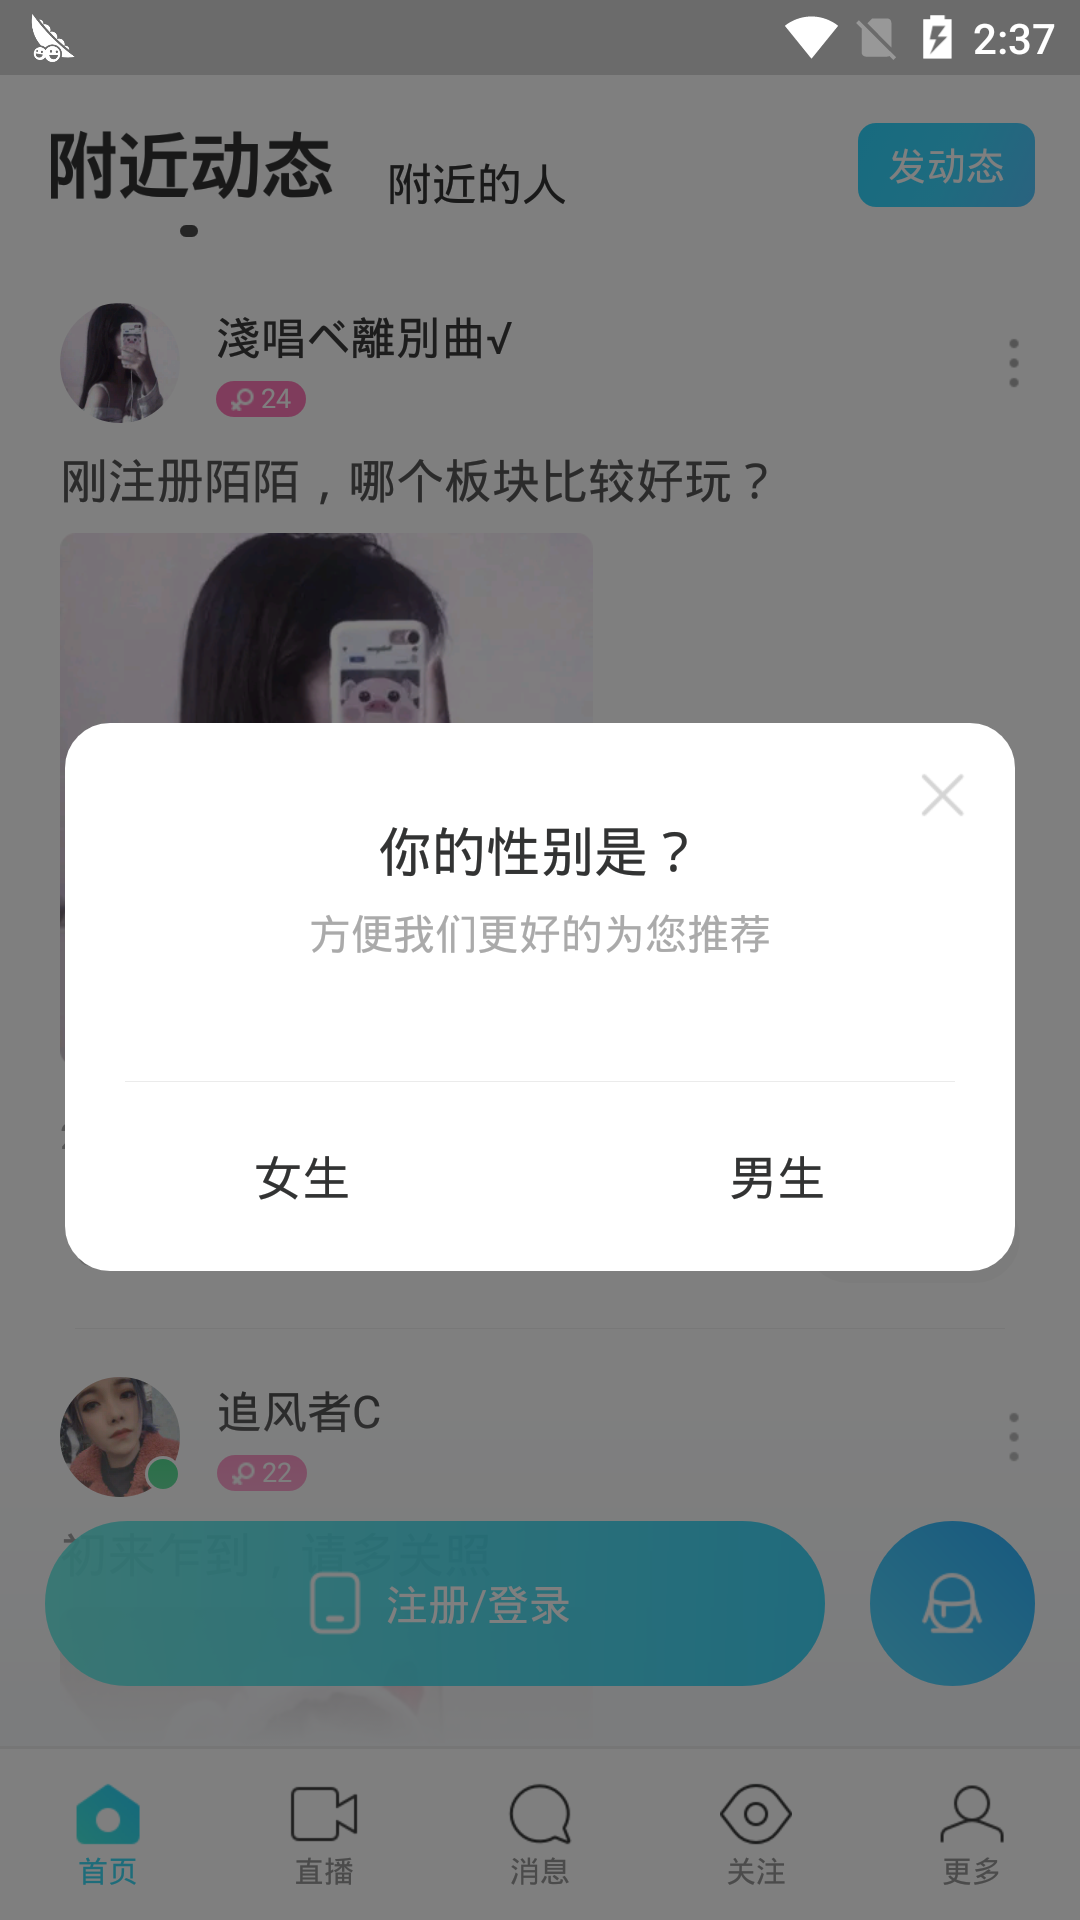 2:37
附近动态
附近的人
发动态
淺唱ベ離別曲√
24
刚注册陌陌，哪个板块比较好玩？
你的性别是？
方便我们更好的为您推荐
女生
男生
追风者C
22
初来乍到，请多关照
注册/登录
首页
直播
消息
关注
更多